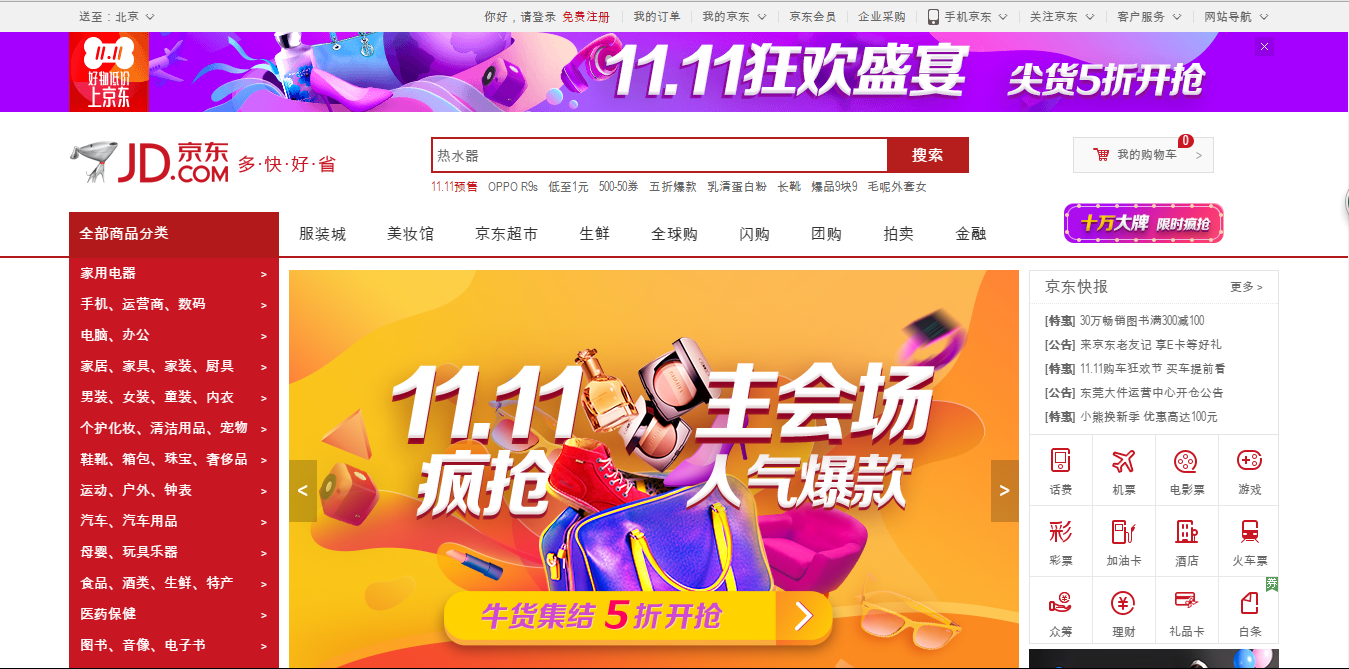 送至：北京
你好，请登录 免费注册 我的订单 我的京东 京东会员 企业采购 手机京东 关注京东 客户服务 网站导航
11.11
好物低价
上京东
11.11狂欢盛宴 尖货5折开抢
JD.COM 京东 多·快·好·省
热水器 搜索
我的购物车 0 >
11.11预售 OPPO R9s 低至1元 500-50券 五折爆款 乳清蛋白粉 长靴 爆品9块9 毛呢外套女
十万大牌 限时疯抢
全部商品分类 服装城 美妆馆 京东超市 生鲜 全球购 闪购 团购 拍卖 金融
家用电器 >
手机、运营商、数码 >
电脑、办公 >
家居、家具、家装、厨具 >
男装、女装、童装、内衣 >
个护化妆、清洁用品、宠物 >
鞋靴、箱包、珠宝、奢侈品 >
运动、户外、钟表 >
汽车、汽车用品 >
母婴、玩具乐器 >
食品、酒类、生鲜、特产 >
医药保健 >
图书、音像、电子书 >
11.11 主会场
疯抢 人气爆款
< >
牛货集结 5折开抢
京东快报 更多 >
[特惠] 30万畅销图书满300减100
[公告] 来京东老友记 享E卡等好礼
[特惠] 11.11购车狂欢节 买车提前看
[公告] 东莞大件运营中心开仓公告
[特惠] 小熊换新季 优惠高达100元
话费 机票 电影票 游戏
彩
彩票 加油卡 酒店 火车票
券
众筹 理财 礼品卡 白条